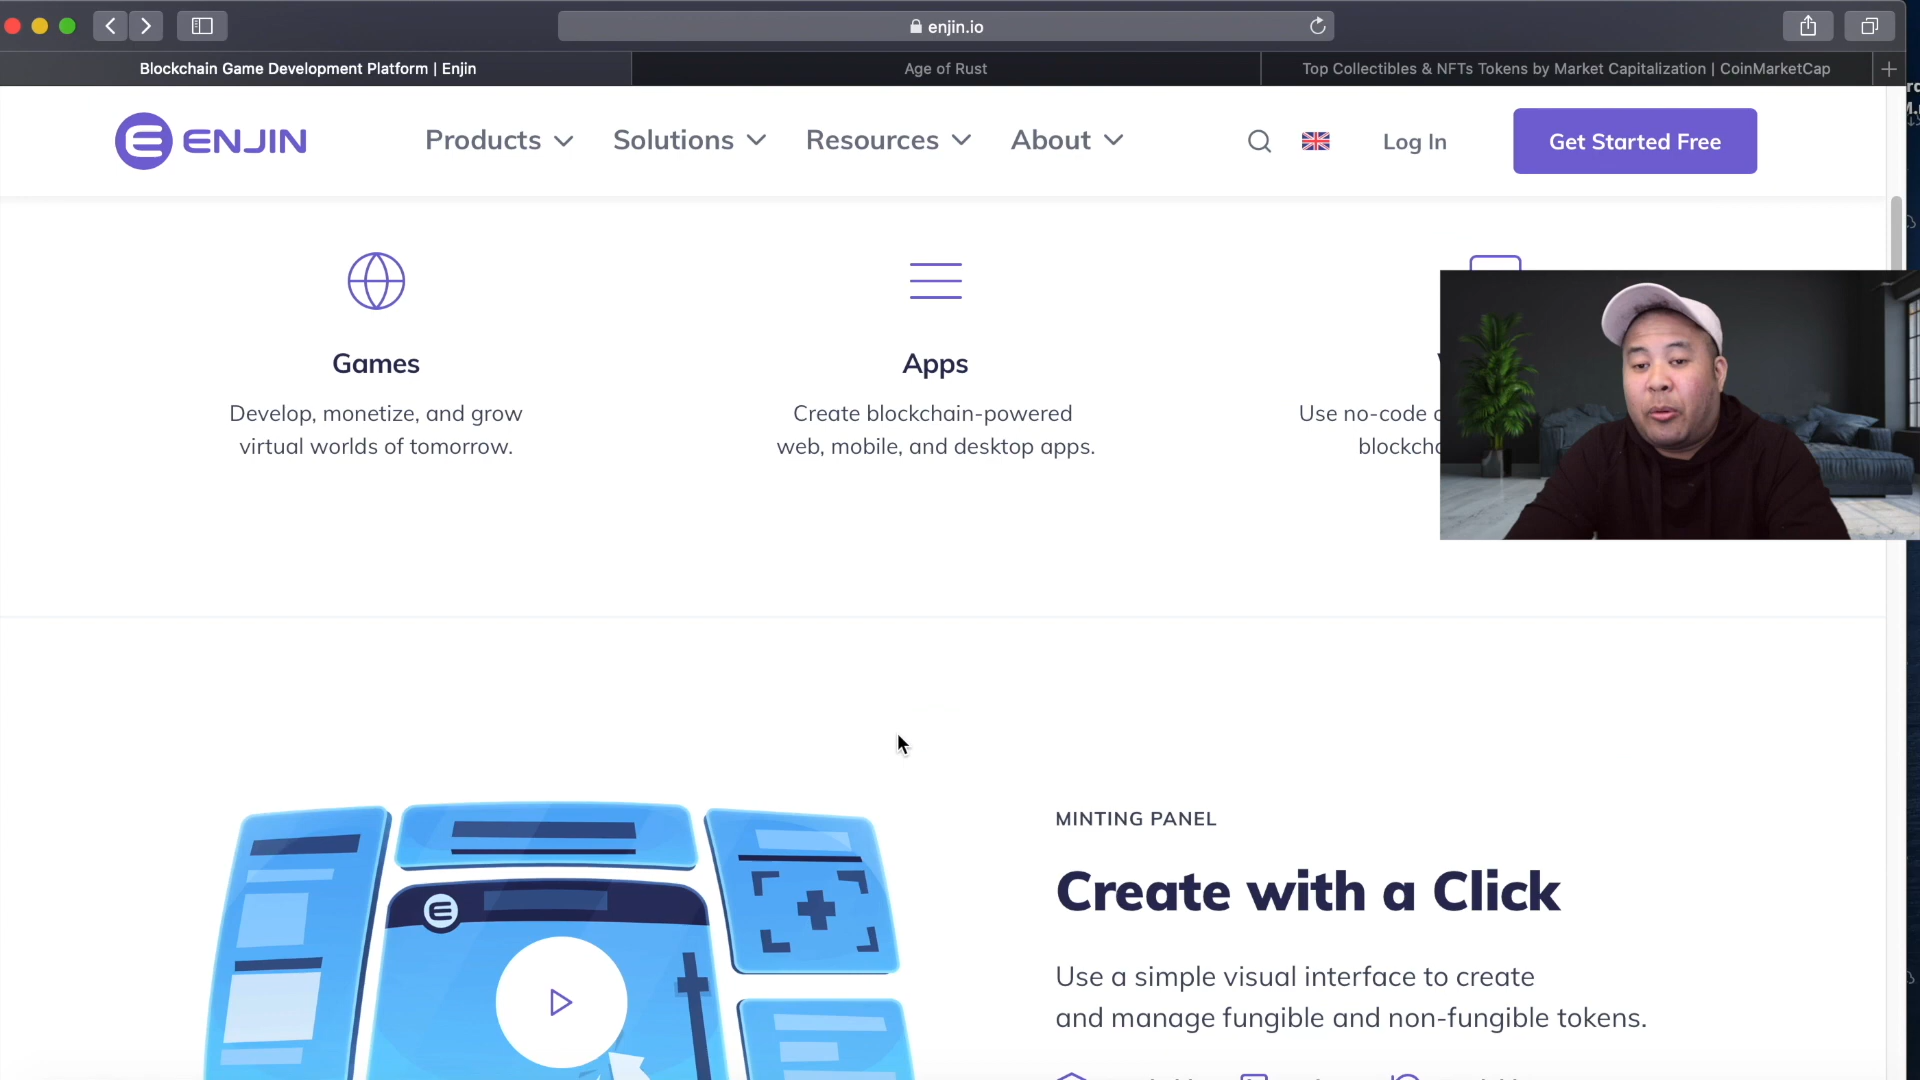 enjin.io
Blockchain Game Development Platform | Enjin
Age of Rust
Top Collectibles & NFTs Tokens by Market Capitalization | CoinMarketCap
ENJIN
Products
Solutions
Resources
About
Log In
Get Started Free
Games
Develop, monetize, and grow
virtual worlds of tomorrow.
Apps
Create blockchain-powered
web, mobile, and desktop apps.
Use no-code
MINTING PANEL
Create with a Click
Use a simple visual interface to create
and manage fungible and non-fungible tokens.